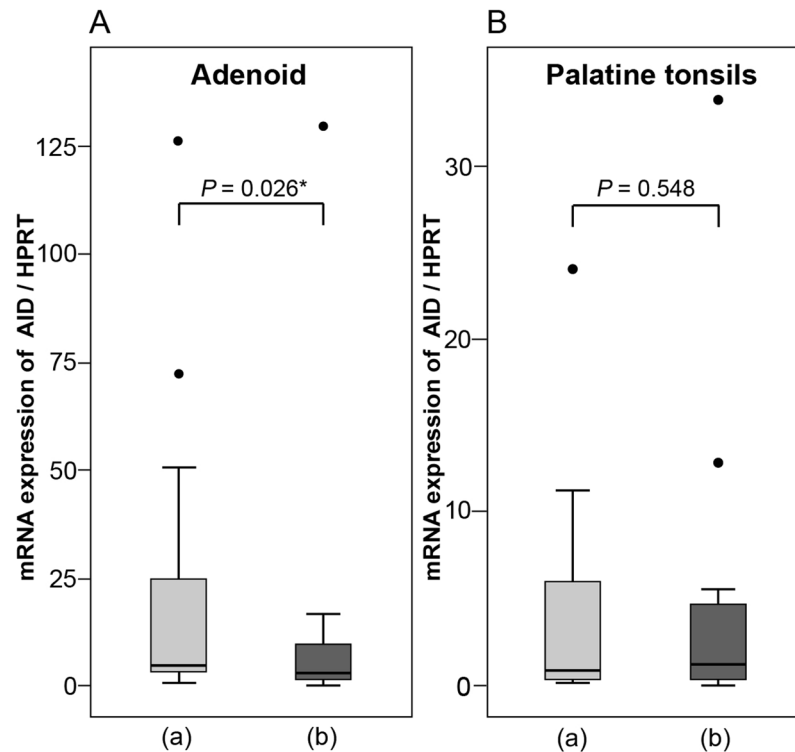 A
Adenoid
mRNA expression of AID / HPRT
125
100
75
50
25
0
P = 0.026*
(a)
(b)
B
Palatine tonsils
mRNA expression of AID / HPRT
30
20
10
0
P = 0.548
(a)
(b)